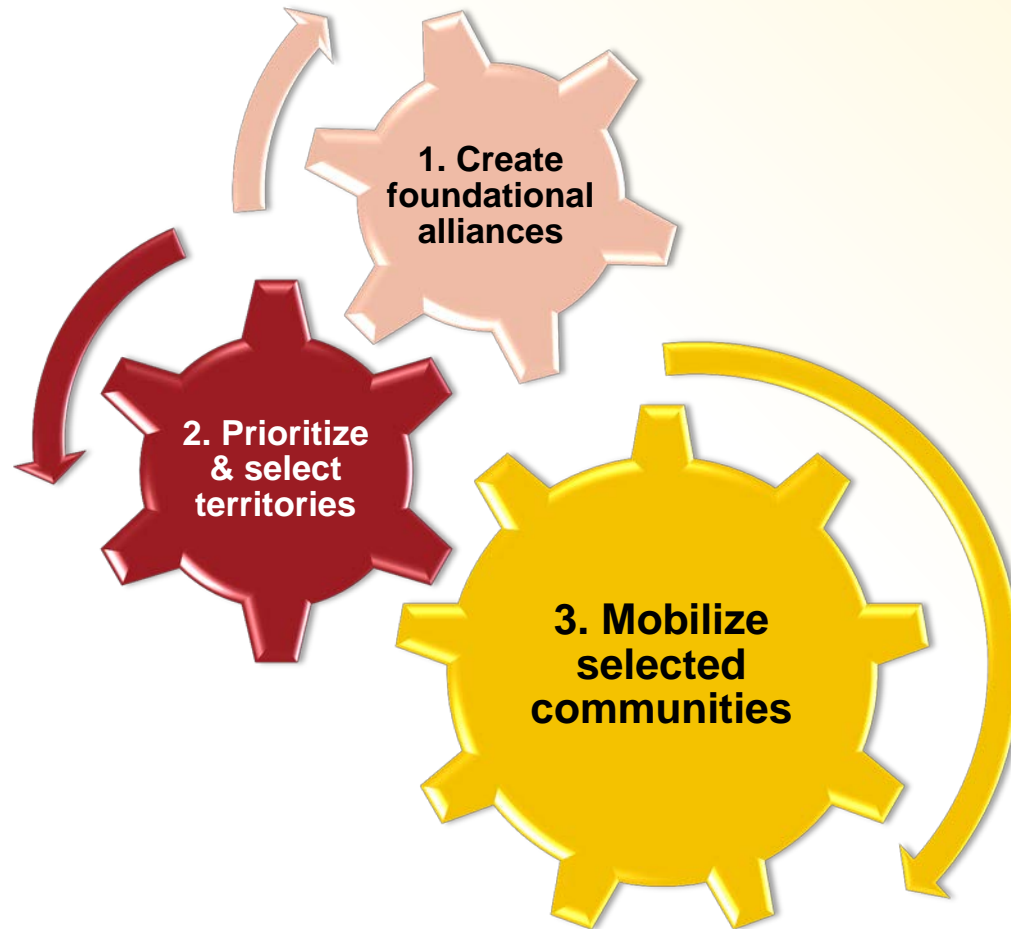 1. Create
foundational
alliances
2. Prioritize
& select
territories
3. Mobilize
selected
communities